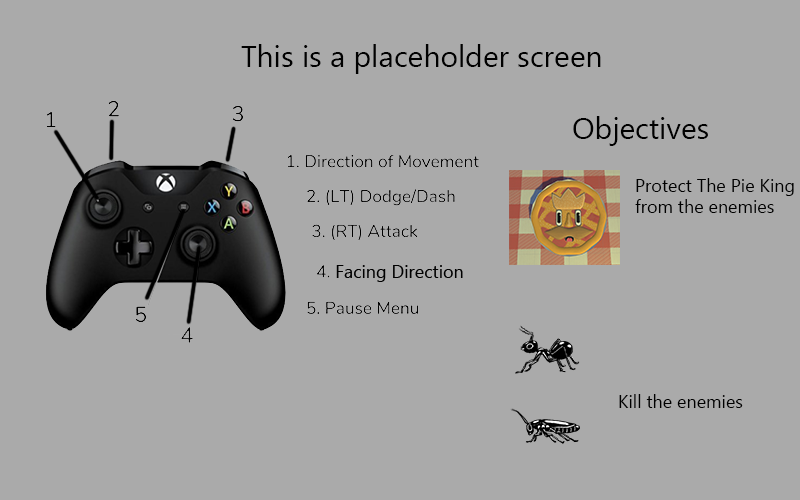 This is a placeholder screen
1
2
3
Y
X
B
A
5
4
1. Direction of Movement
2. (LT) Dodge/Dash
3. (RT) Attack
4. Facing Direction
5. Pause Menu
Objectives
Protect The Pie King
from the enemies
Kill the enemies